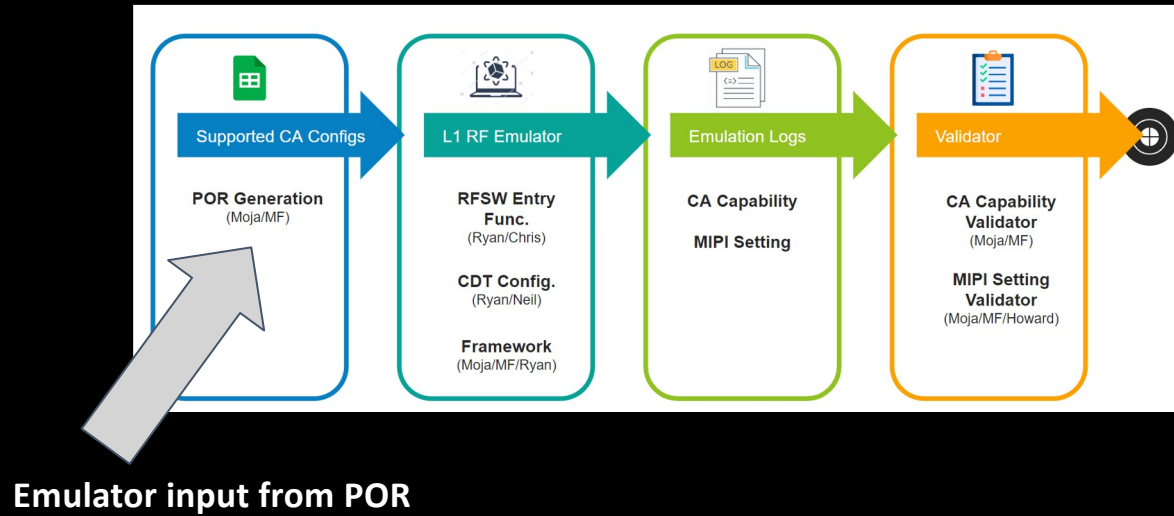 LOG
Supported CA Configs
POR Generation
(Moja/MF)
L1 RF Emulator
RFSW Entry
Func.
(Ryan/Chris)
CDT Config.
(Ryan/Neil)
Framework
(Moja/MF/Ryan)
Emulation Logs
CA Capability
MIPI Setting
Validator
CA Capability
Validator
(Moja/MF)
MIPI Setting
Validator
(Moja/MF/Howard)
Emulator input from POR